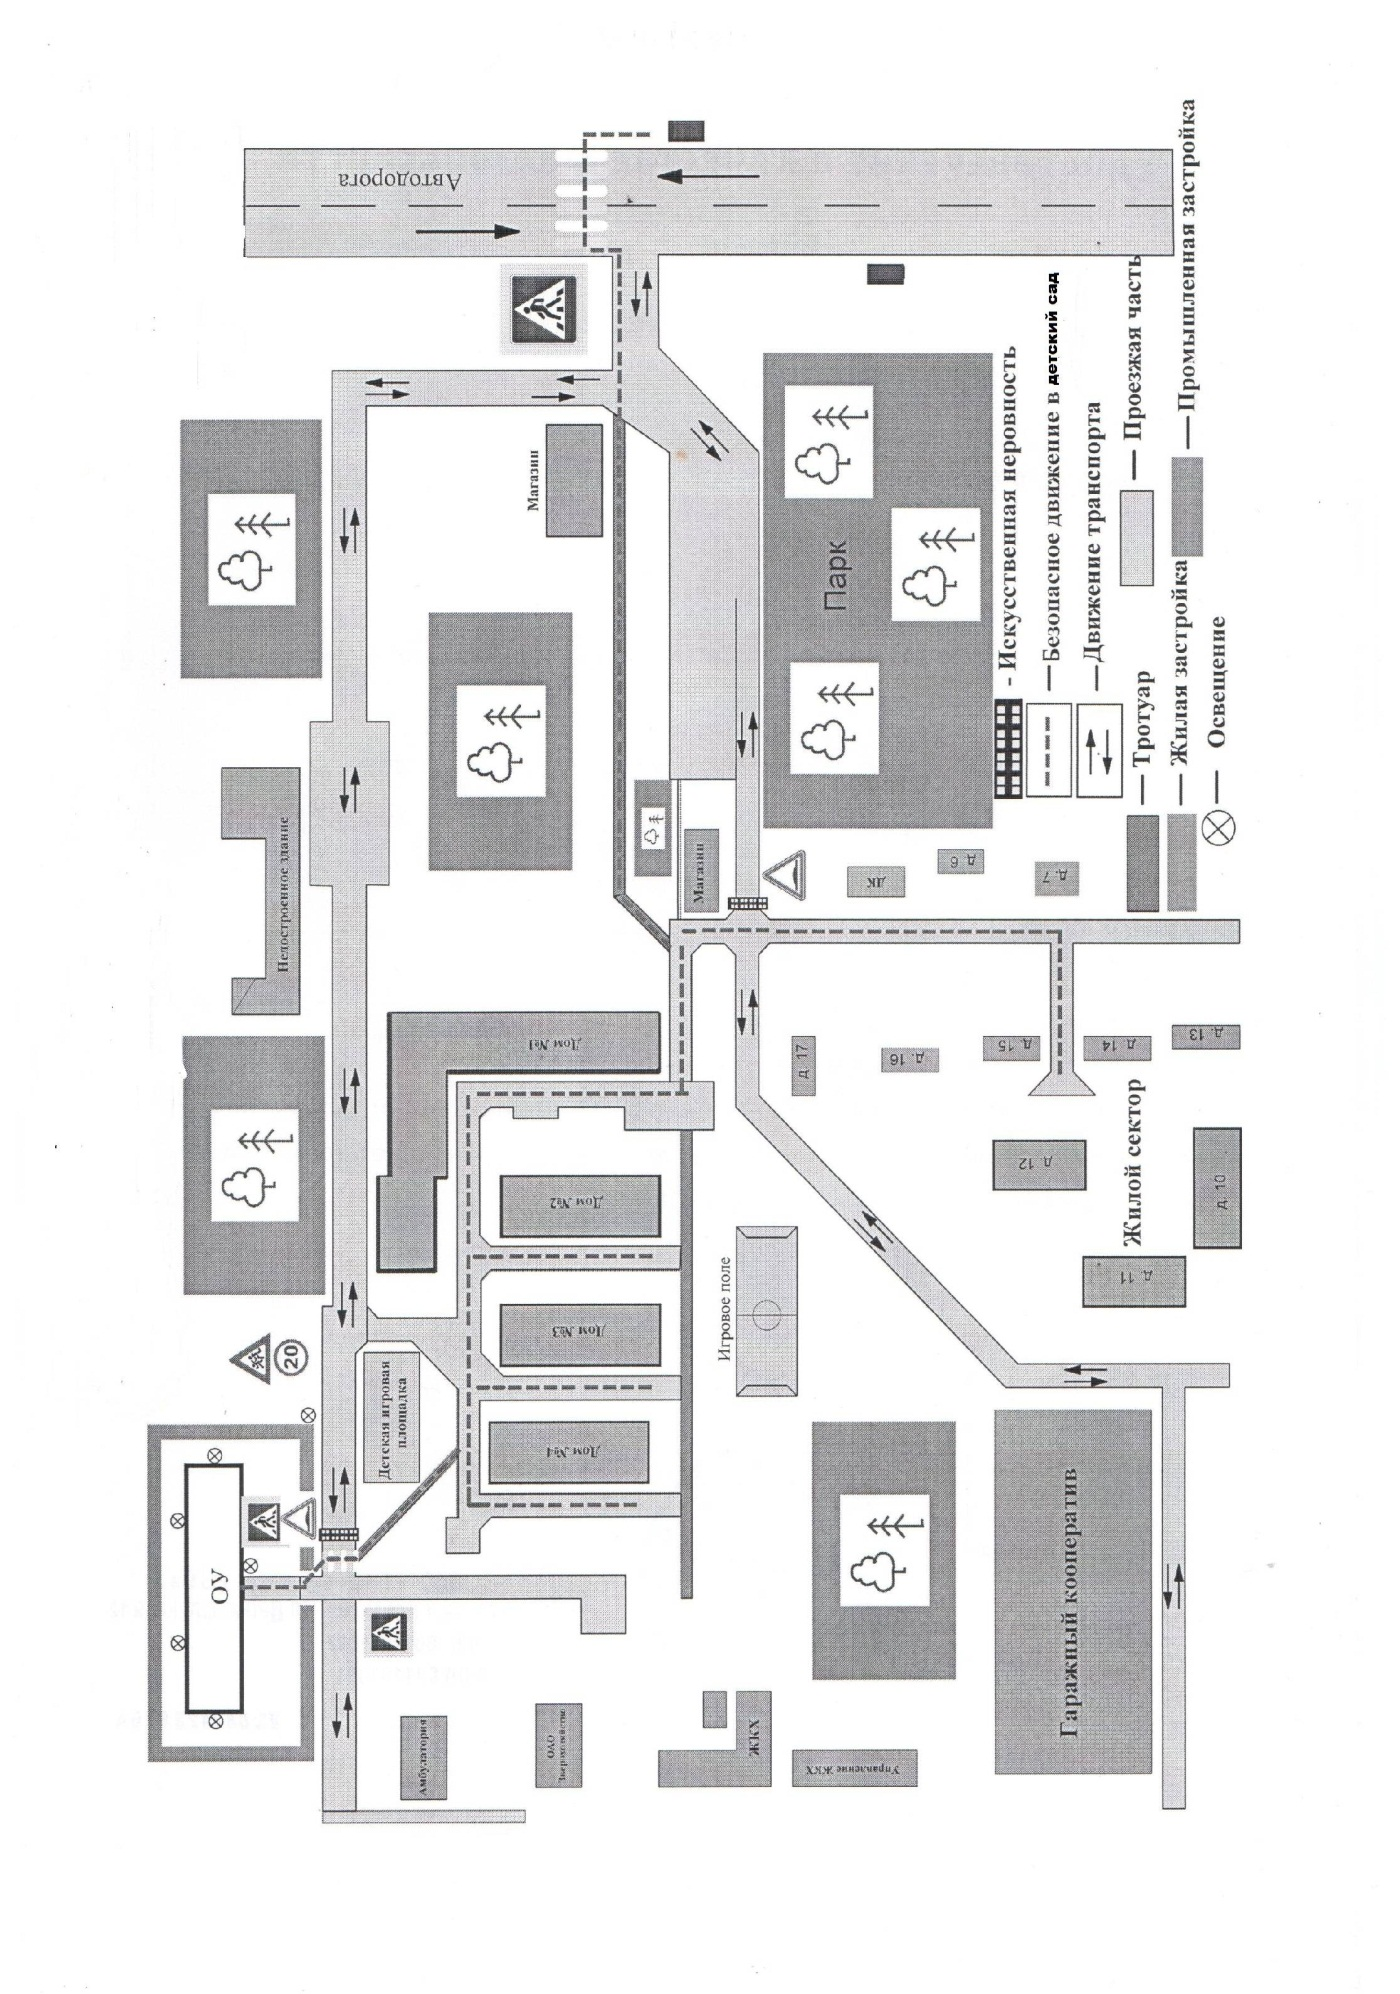 Автодорога
Магазин
Парк
Недостроенное здание
Магазин
ДК
д. 6
д. 7
Дом №1
д. 17
д. 16
д. 15
д. 14
д. 13
д. 12
д. 10
д. 11
Жилой сектор
Дом №2
Дом №3
Дом №4
Игровое поле
20
Детская игровая
площадка
ОУ
Гаражный кооператив
Амбулатория
ОАО
Зверохозяйство
ЖКХ
Управление ЖКХ
- Искусственная неровность
Безопасное движение в детский сад
Движение транспорта
Тротуар
Проезжая часть
Жилая застройка
Промышленная застройка
Освещение